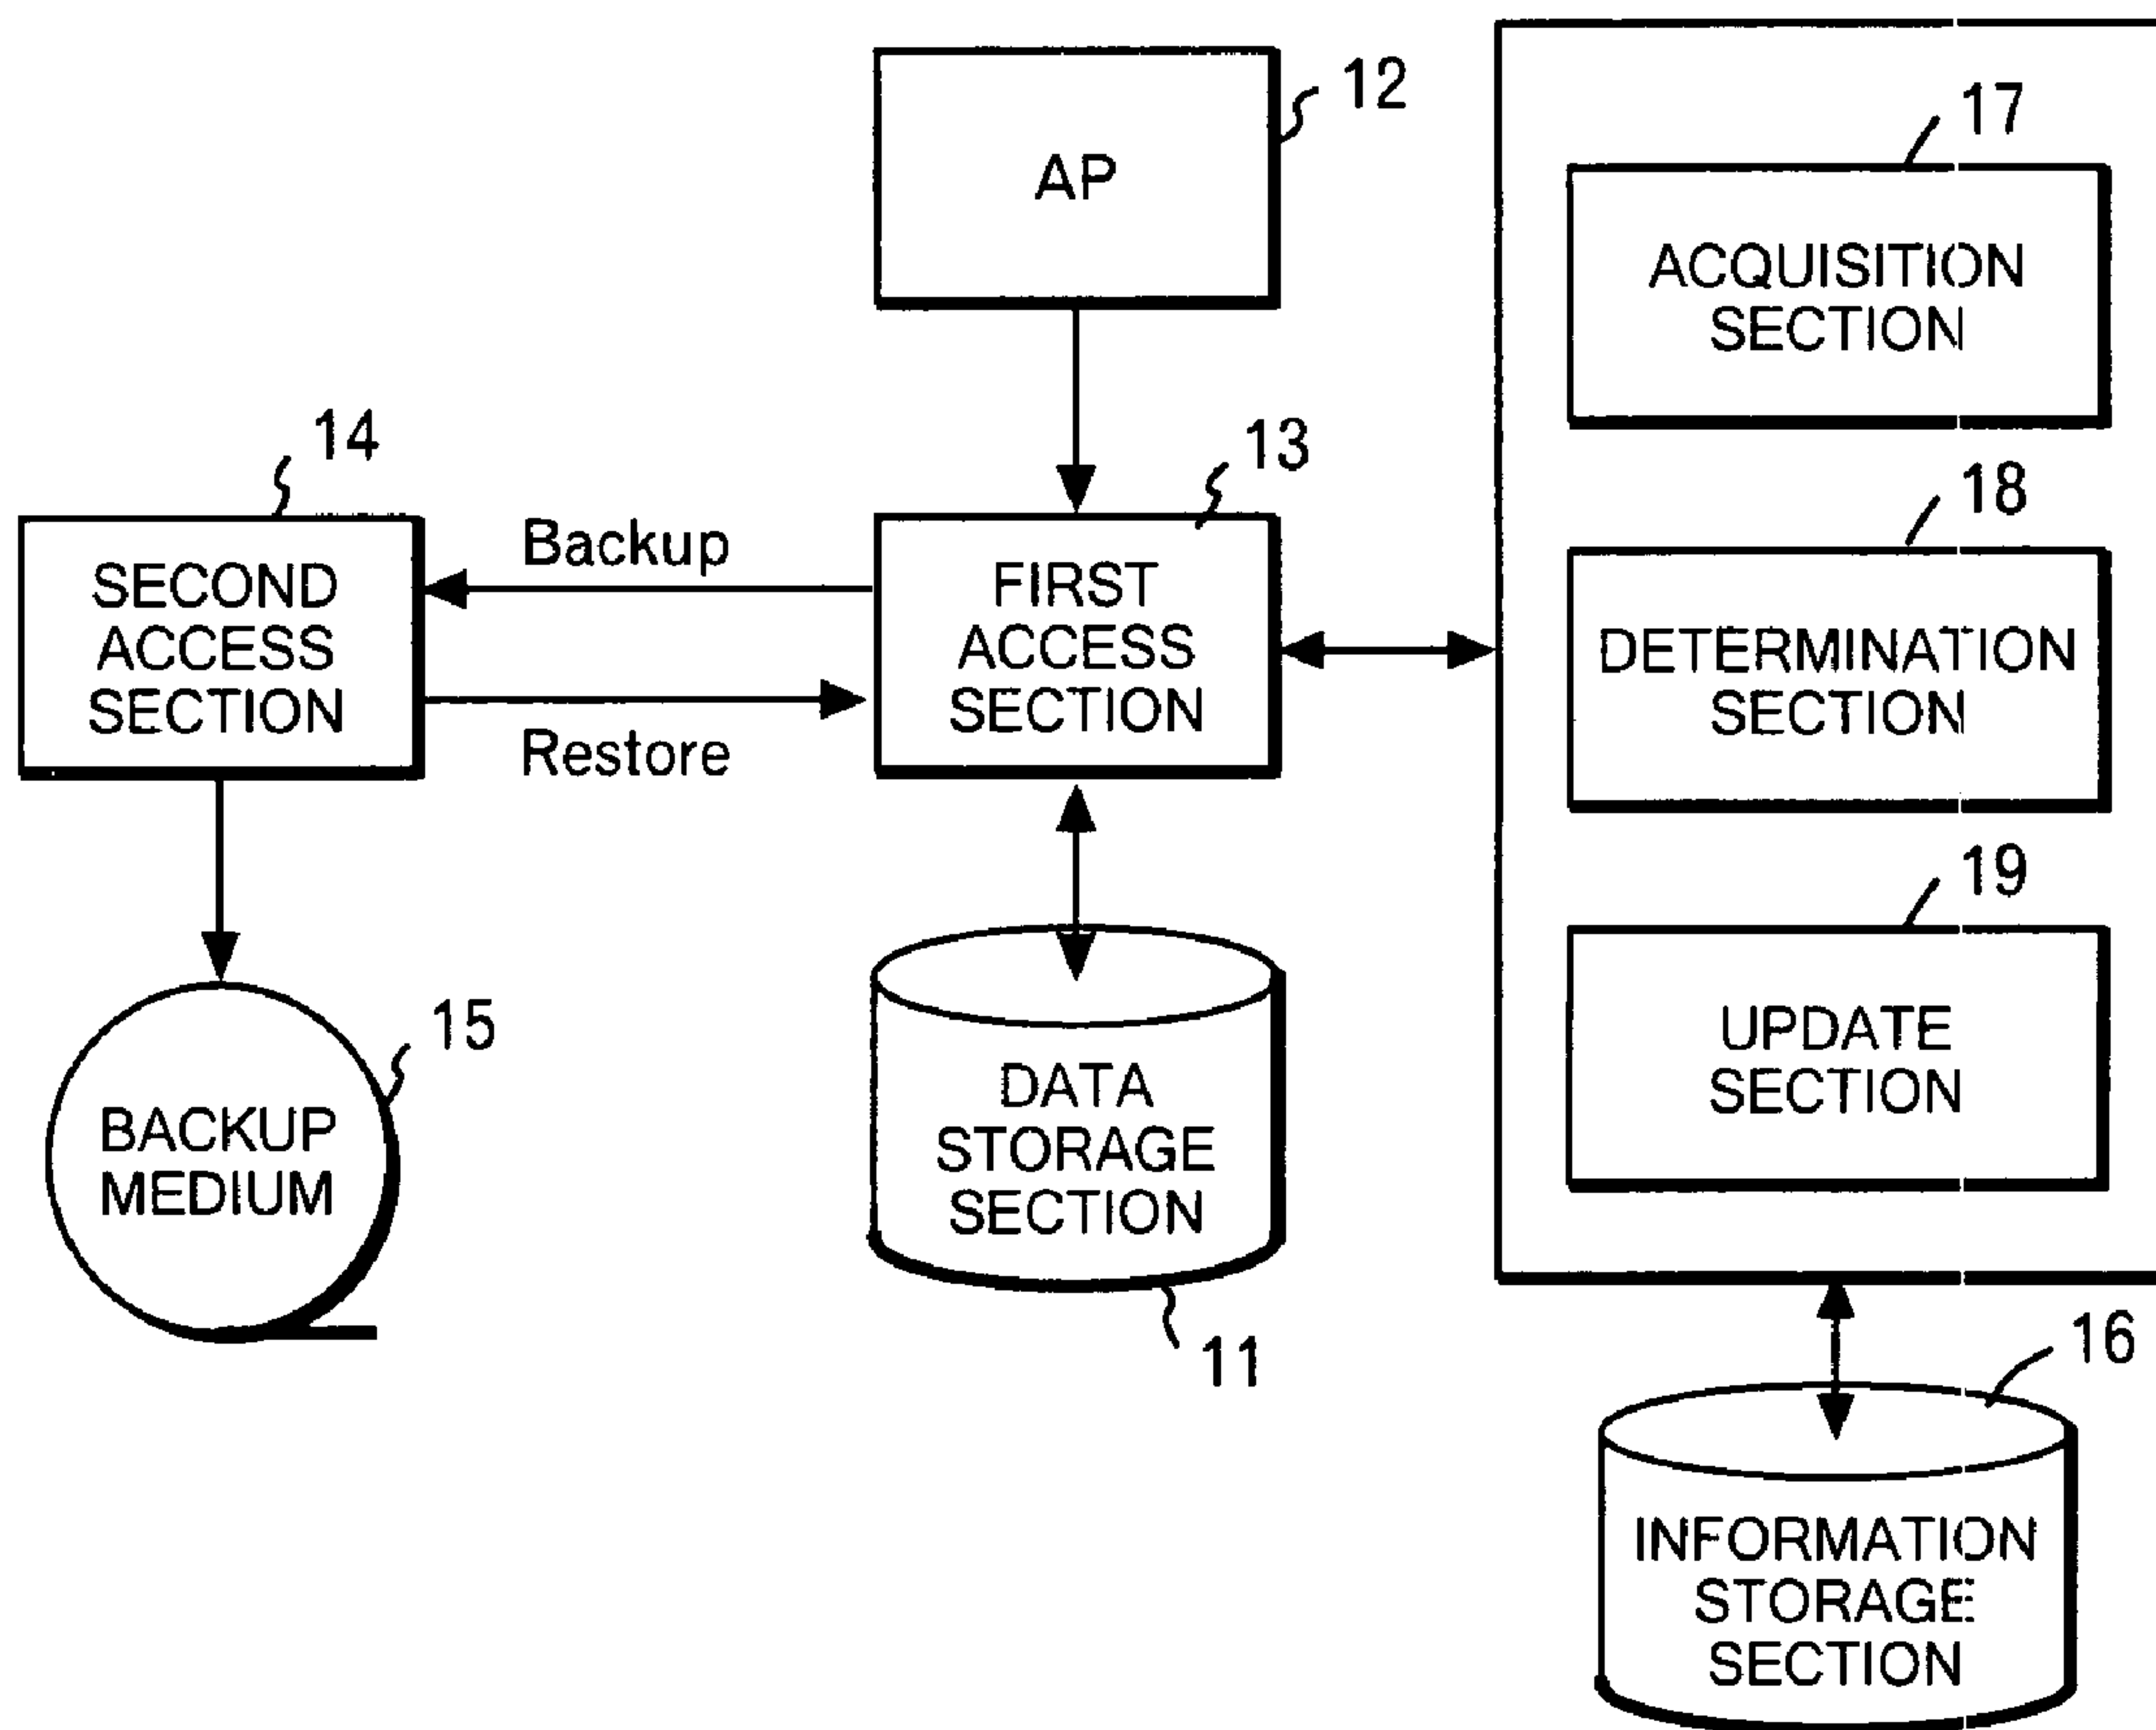 12
AP
17
ACQUISITION
SECTION
14
13
18
Backup
SECOND
ACCESS
SECTION
FIRST
ACCESS
SECTION
DETERMINATION
SECTION
Restore
19
15
BACKUP
MEDIUM
DATA
STORAGE
SECTION
UPDATE
SECTION
11
16
INFORMATION
STORAGE
SECTION